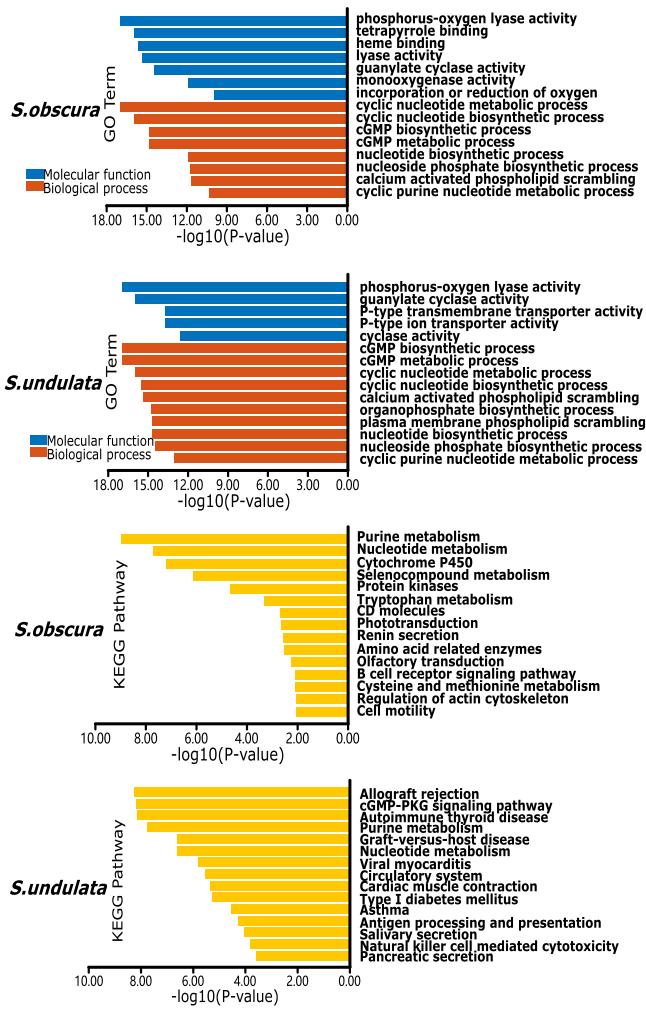 phosphorus-oxygen lyase activity
tetrapyrrole binding
heme binding
lyase activity
guanylate cyclase activity
monooxygenase activity
incorporation or reduction of oxygen
cyclic nucleotide metabolic process
cyclic nucleotide biosynthetic process
cGMP biosynthetic process
cGMP metabolic process
nucleotide biosynthetic process
nucleoside phosphate biosynthetic process
calcium activated phospholipid scrambling
cyclic purine nucleotide metabolic process
S.obscura
GO Term
Molecular function
Biological process
18.00 15.00 12.00 9.00 6.00 3.00 0.00
-log10(P-value)
phosphorus-oxygen lyase activity
guanylate cyclase activity
P-type transmembrane transporter activity
P-type ion transporter activity
cyclase activity
cGMP biosynthetic process
cGMP metabolic process
cyclic nucleotide metabolic process
cyclic nucleotide biosynthetic process
calcium activated phospholipid scrambling
organophosphate biosynthetic process
plasma membrane phospholipid scrambling
nucleotide biosynthetic process
nucleoside phosphate biosynthetic process
cyclic purine nucleotide metabolic process
S.undulata
GO Term
Molecular function
Biological process
18.00 15.00 12.00 9.00 6.00 3.00 0.00
-log10(P-value)
Purine metabolism
Nucleotide metabolism
Cytochrome P450
Selenocompound metabolism
Protein kinases
Tryptophan metabolism
CD molecules
Phototransduction
Renin secretion
Amino acid related enzymes
Olfactory transduction
B cell receptor signaling pathway
Cysteine and methionine metabolism
Regulation of actin cytoskeleton
Cell motility
S.obscura
KEGG Pathway
10.00 8.00 6.00 4.00 2.00 0.00
-log10(P-value)
Allograft rejection
cGMP-PKG signaling pathway
Autoimmune thyroid disease
Purine metabolism
Graft-versus-host disease
Nucleotide metabolism
Viral myocarditis
Circulatory system
Cardiac muscle contraction
Type I diabetes mellitus
Asthma
Antigen processing and presentation
Salivary secretion
Natural killer cell mediated cytotoxicity
Pancreatic secretion
S.undulata
KEGG Pathway
10.00 8.00 6.00 4.00 2.00 0.00
-log10(P-value)